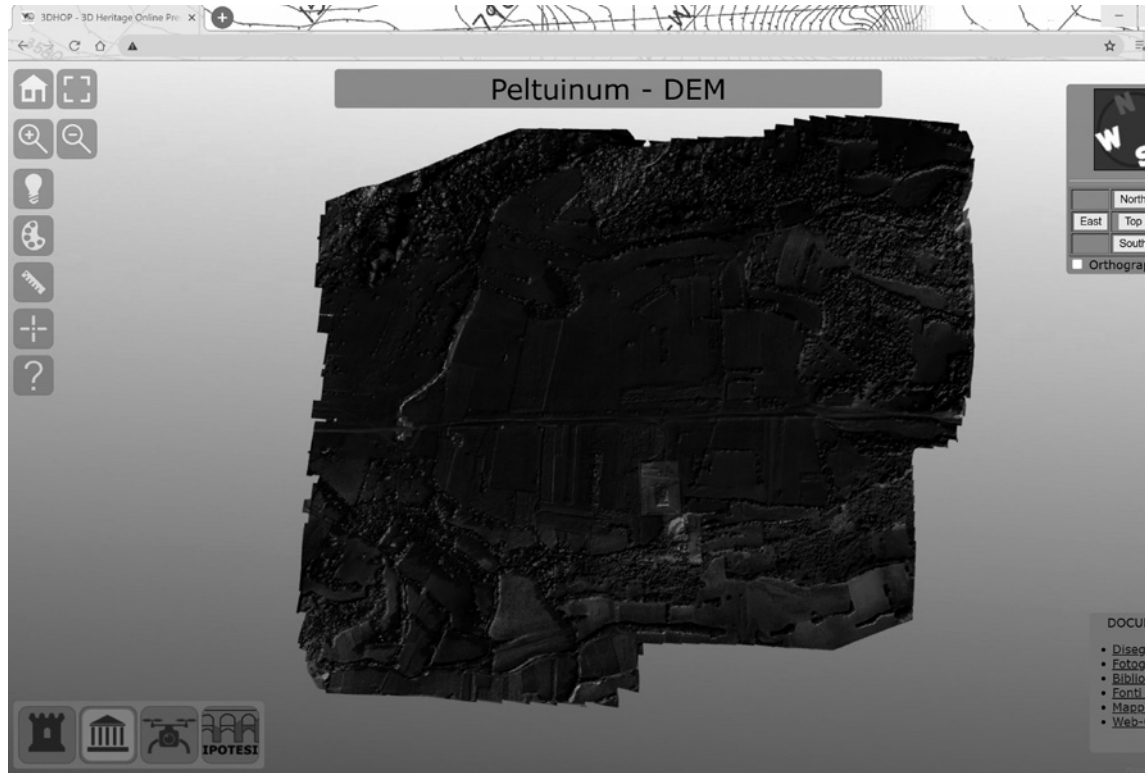 3DHOP - 3D Heritage Online Pre
Peltuinum - DEM
N
W
S
North
East Top
South
Orthograp
DOCU
• Diseg
• Fotog
• Biblio
• Fonti
• Mapp
• Web-
IPOTESI